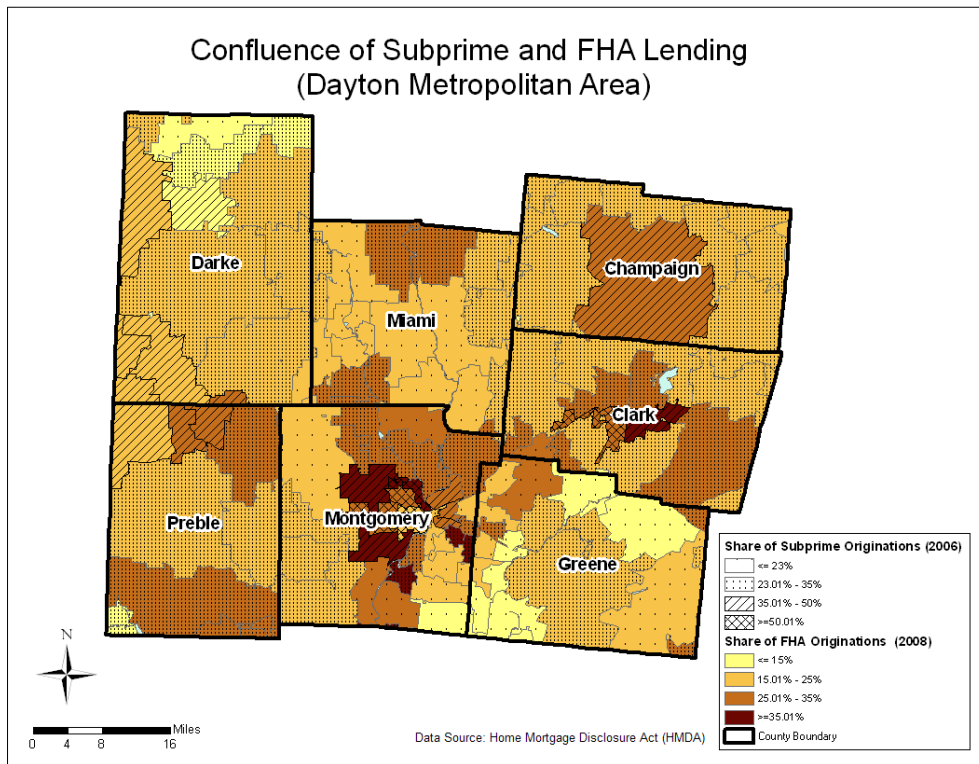 Confluence of Subprime and FHA Lending
(Dayton Metropolitan Area)
Darke
Champaign
Miami
Clark
Preble
Montgomery
Greene
Share of Subprime Originations (2006)
<= 23%
23.01% - 35%
35.01% - 50%
>=50.01%
Share of FHA Originations (2008)
<= 15%
15.01% - 25%
25.01% - 35%
>=35.01%
County Boundary
N
Miles
0 4 8 16
Data Source: Home Mortgage Disclosure Act (HMDA)